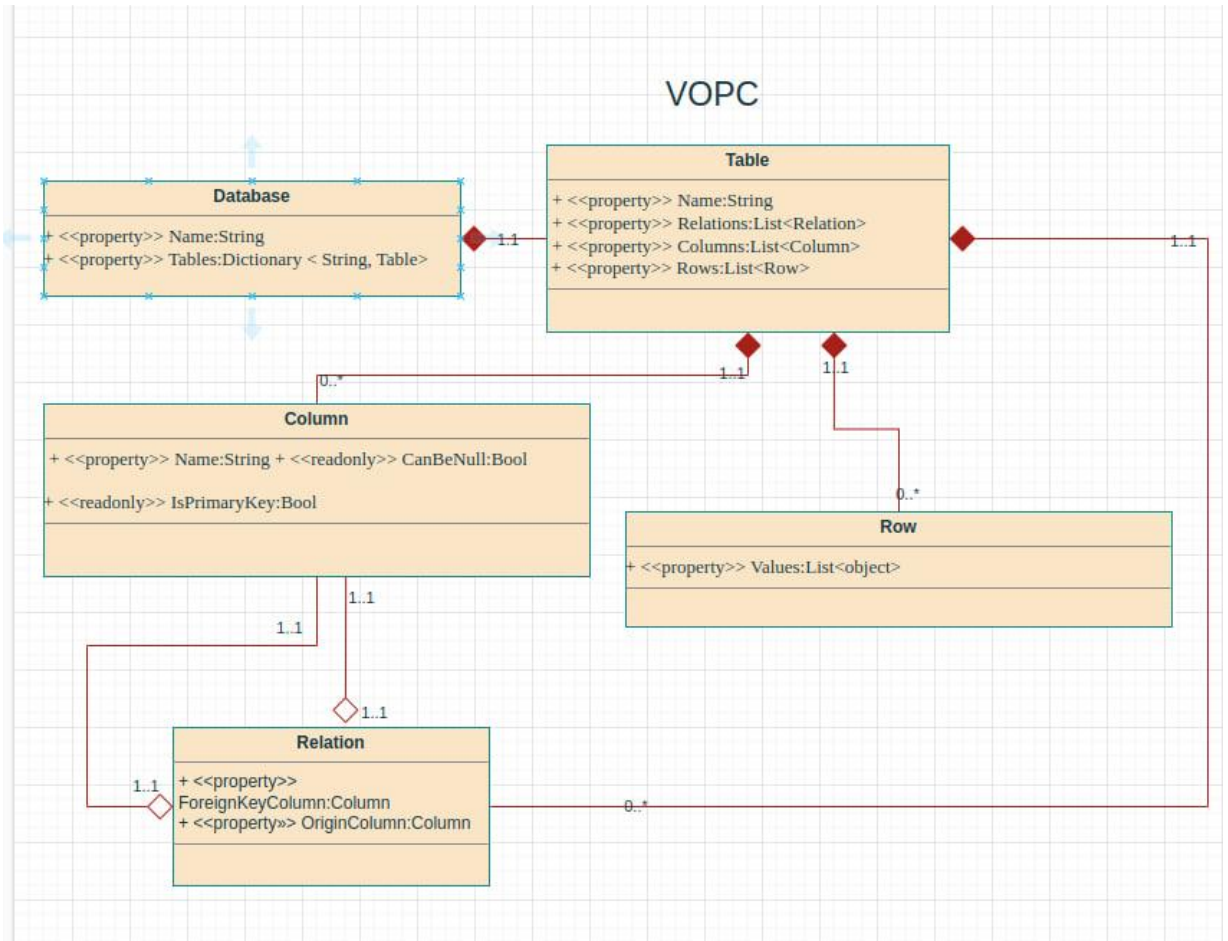 VOPC
Database
+ <<property>> Name:String
+ <<property>> Tables:Dictionary < String, Table>
1.1
Table
+ <<property>> Name:String
+ <<property>> Relations:List<Relation>
+ <<property>> Columns:List<Column>
+ <<property>> Rows:List<Row>
1..1
1..1
1..1
0..*
Column
+ <<property>> Name:String + <<readonly>> CanBeNull:Bool
+ <<readonly>> IsPrimaryKey:Bool
0..*
Row
+ <<property>> Values:List<object>
1..1
1..1
1..1
1..1
Relation
+ <<property>>
ForeignKeyColumn:Column
+ <<property»> OriginColumn:Column
0..*